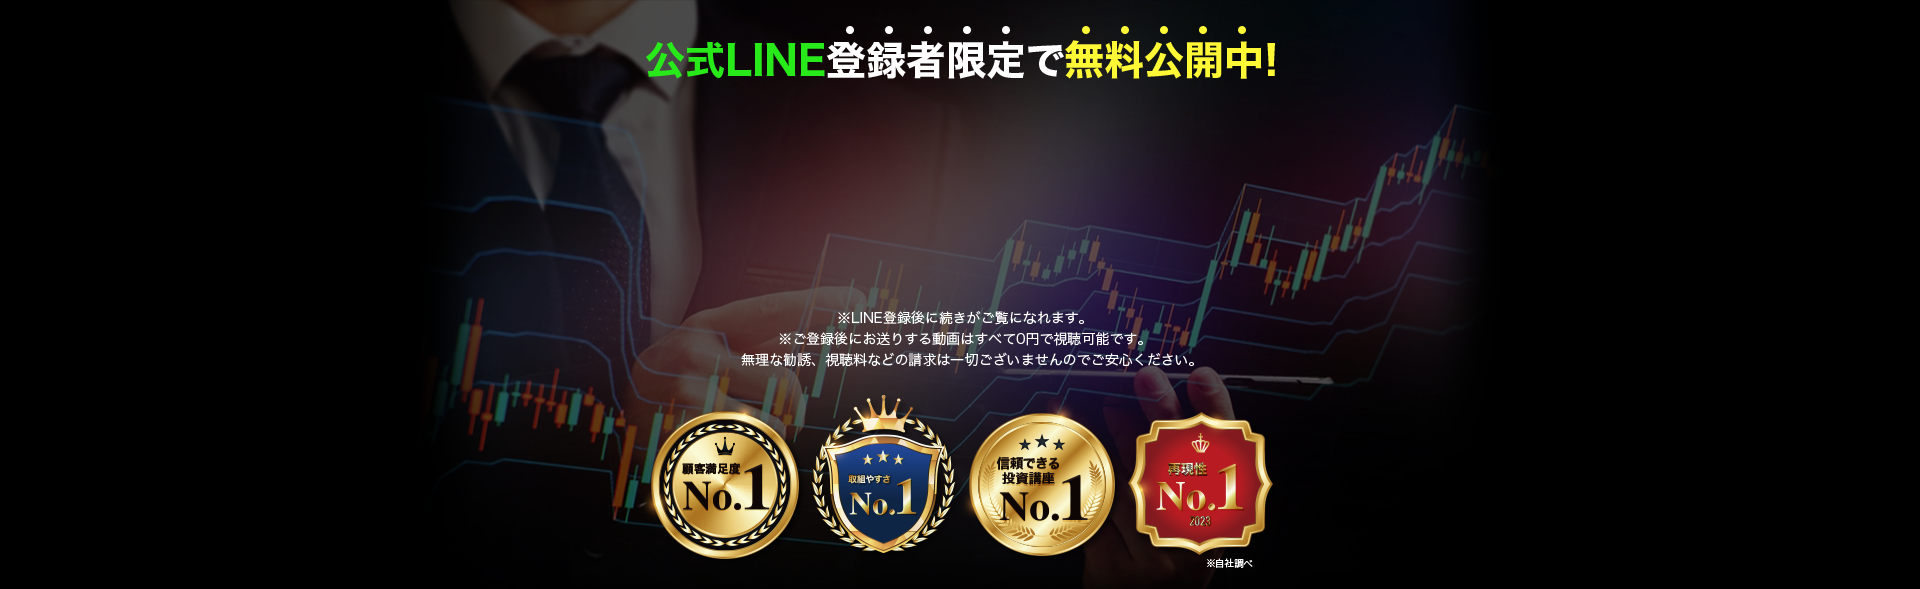 公式LINE登録者限定で無料公開中!
※LINE登録後に続きがご覧になれます。
※ご登録後にお送りする動画はすべて0円で視聴可能です。
無理な勧誘、視聴料などの請求は一切ございませんのでご安心ください。
顧客満足度
No.1
取組やすさ
No.1
信頼できる
投資講座
No.1
再現性
No.1
2023
※自社調べ